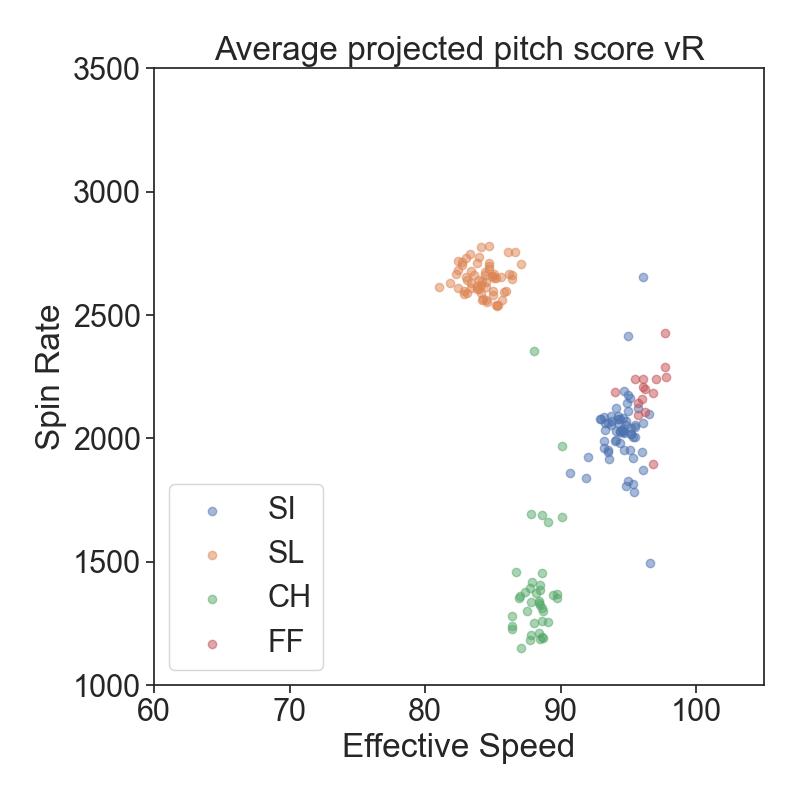 Average projected pitch score vR
3500
3000
2500
2000
1500
1000
Spin Rate
SI
SL
CH
FF
60 70 80 90 100
Effective Speed